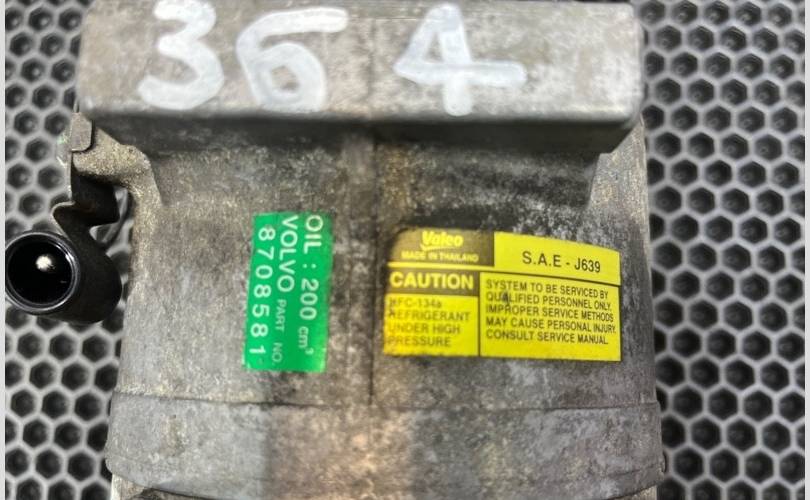 364
OIL : 200 cm³
VOLVO PART NO.
8708581
Valeo
MADE IN THAILAND
S.A.E - J639
CAUTION
HFC-134a
REFRIGERANT
UNDER HIGH
PRESSURE
SYSTEM TO BE SERVICED BY
QUALIFIED PERSONNEL ONLY.
IMPROPER SERVICE METHODS
MAY CAUSE PERSONAL INJURY.
CONSULT SERVICE MANUAL.